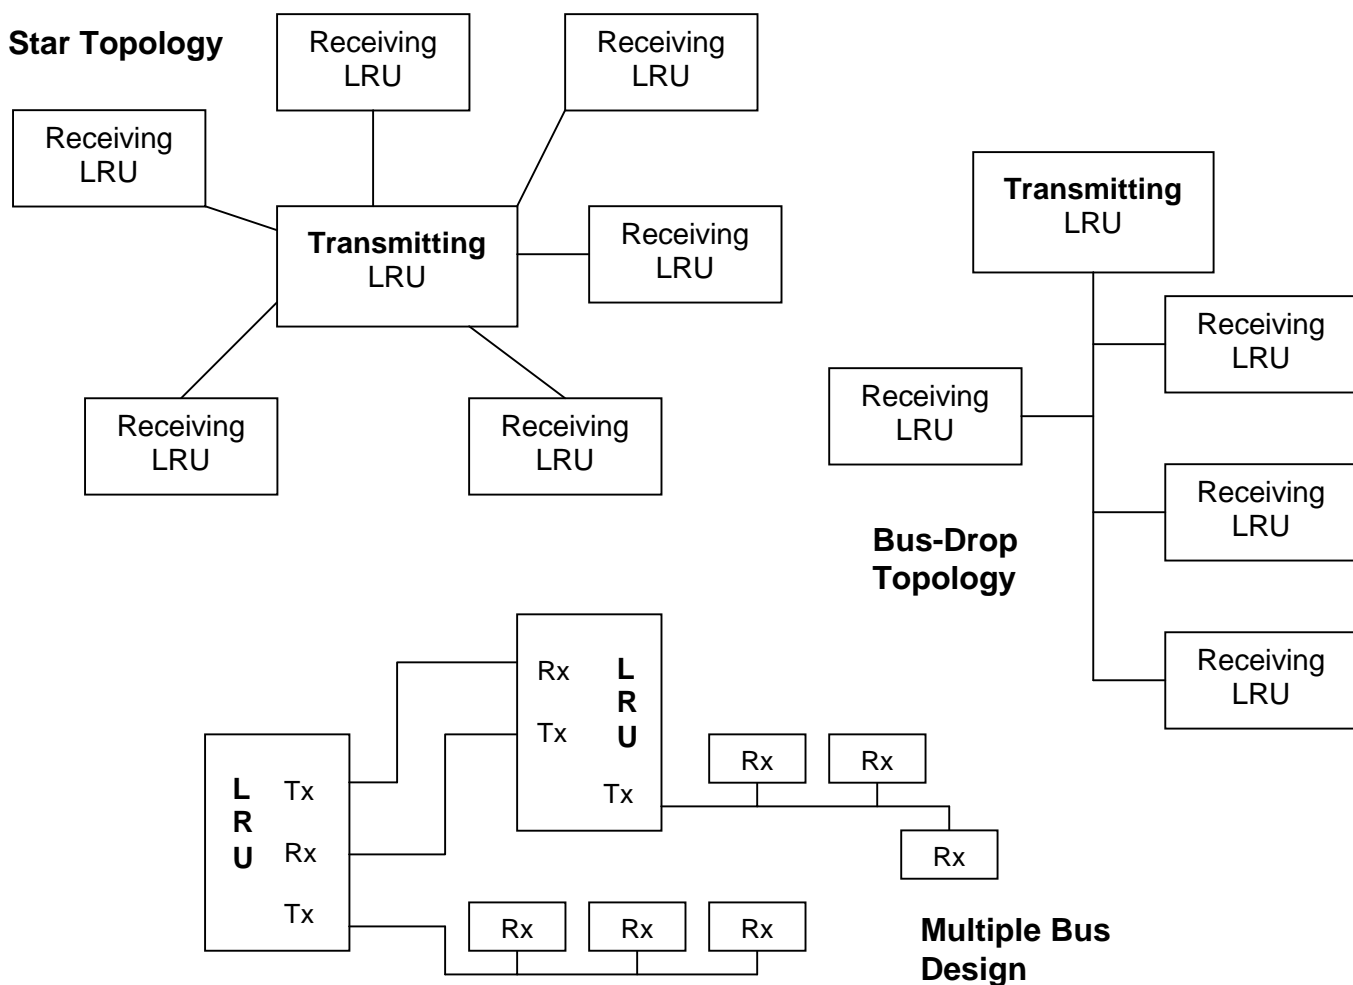 Star Topology
Receiving
LRU
Receiving
LRU
Receiving
LRU
Transmitting
LRU
Receiving
LRU
Receiving
LRU
Receiving
LRU
Transmitting
LRU
Receiving
LRU
Receiving
LRU
Receiving
LRU
Receiving
LRU
Bus-Drop
Topology
L
R
U
Tx
Rx
Tx
Rx
Tx
Tx
L
R
U
Rx
Rx
Rx
Rx
Rx
Rx
Multiple Bus
Design